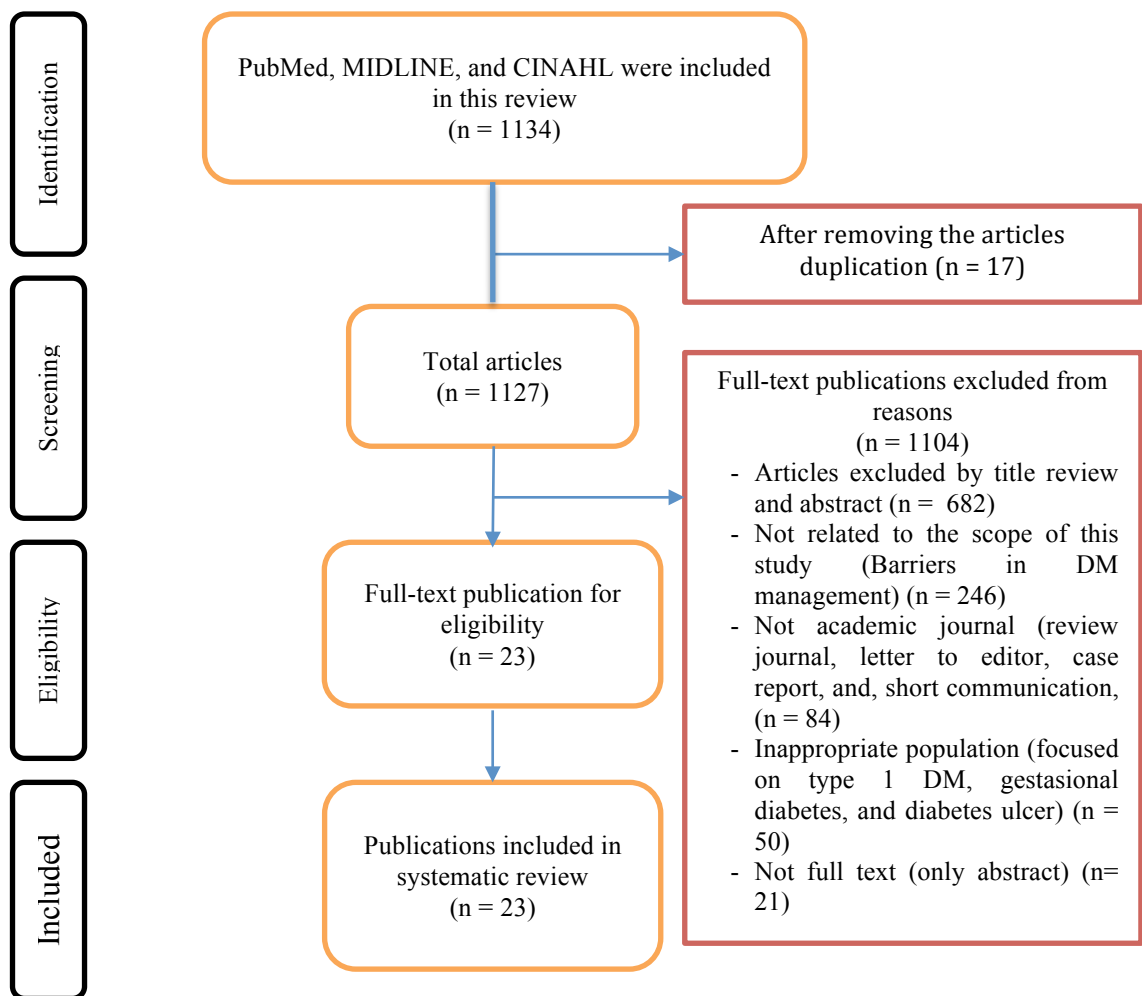 Identification
PubMed, MIDLINE, and CINAHL were included
in this review
(n = 1134)
After removing the articles
duplication (n = 17)
Screening
Total articles
(n = 1127)
Full-text publications excluded from
reasons
(n = 1104)
- Articles excluded by title review
and abstract (n = 682)
- Not related to the scope of this
study (Barriers in DM
management) (n = 246)
- Not academic journal (review
journal, letter to editor, case
report, and, short communication,
(n = 84)
- Inappropriate population (focused
on type 1 DM, gestasional
diabetes, and diabetes ulcer) (n =
50)
- Not full text (only abstract) (n=
21)
Eligibility
Full-text publication for
eligibility
(n = 23)
Included
Publications included in
systematic review
(n = 23)